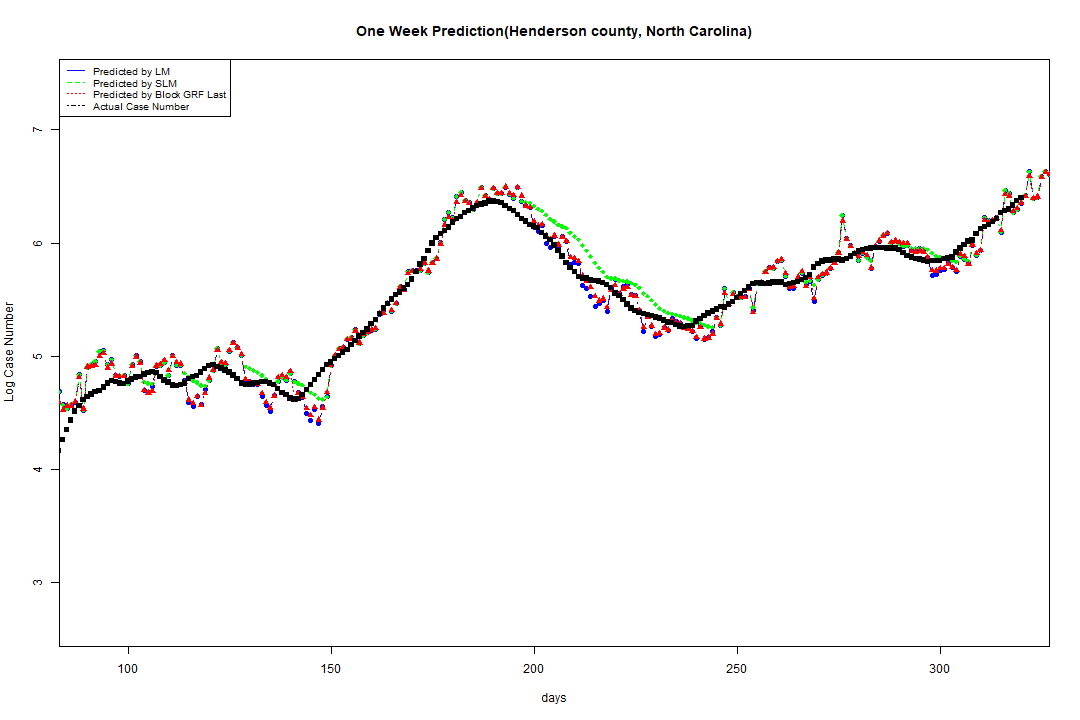 One Week Prediction(Henderson county, North Carolina)
Predicted by LM
Predicted by SLM
Predicted by Block GRF Last
Actual Case Number
7
6
5
4
3
Log Case Number
100 150 200 250 300
days